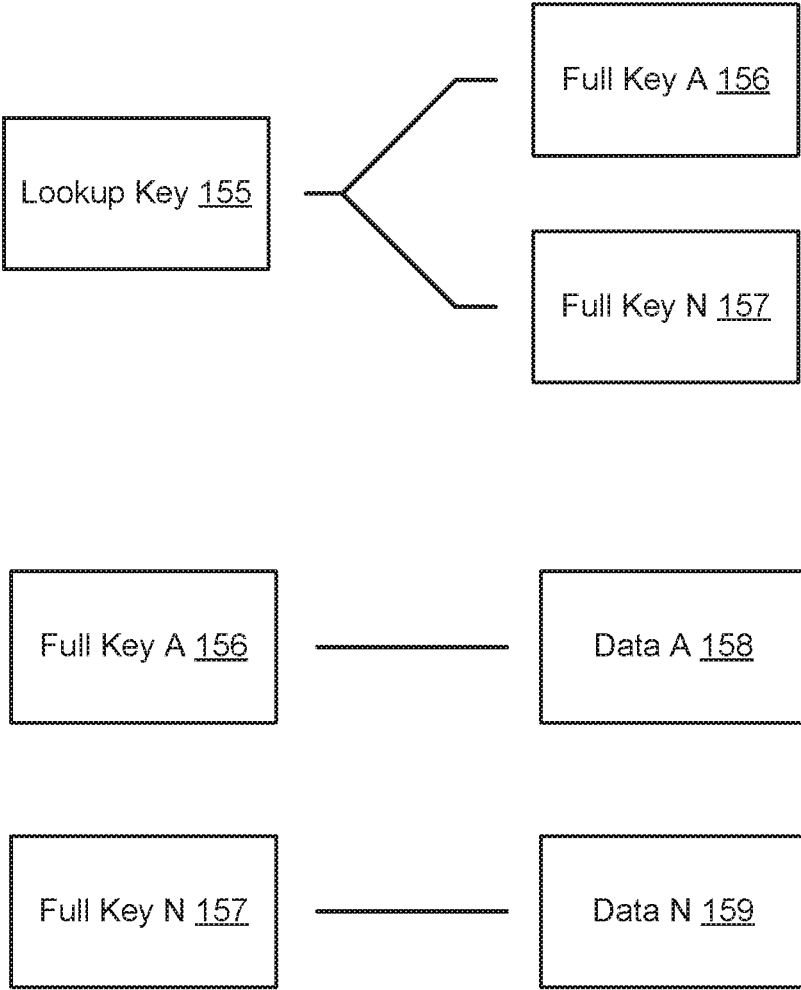 Full Key A 156
Lookup Key 155
Full Key N 157
Full Key A 156
Data A 158
Full Key N 157
Data N 159